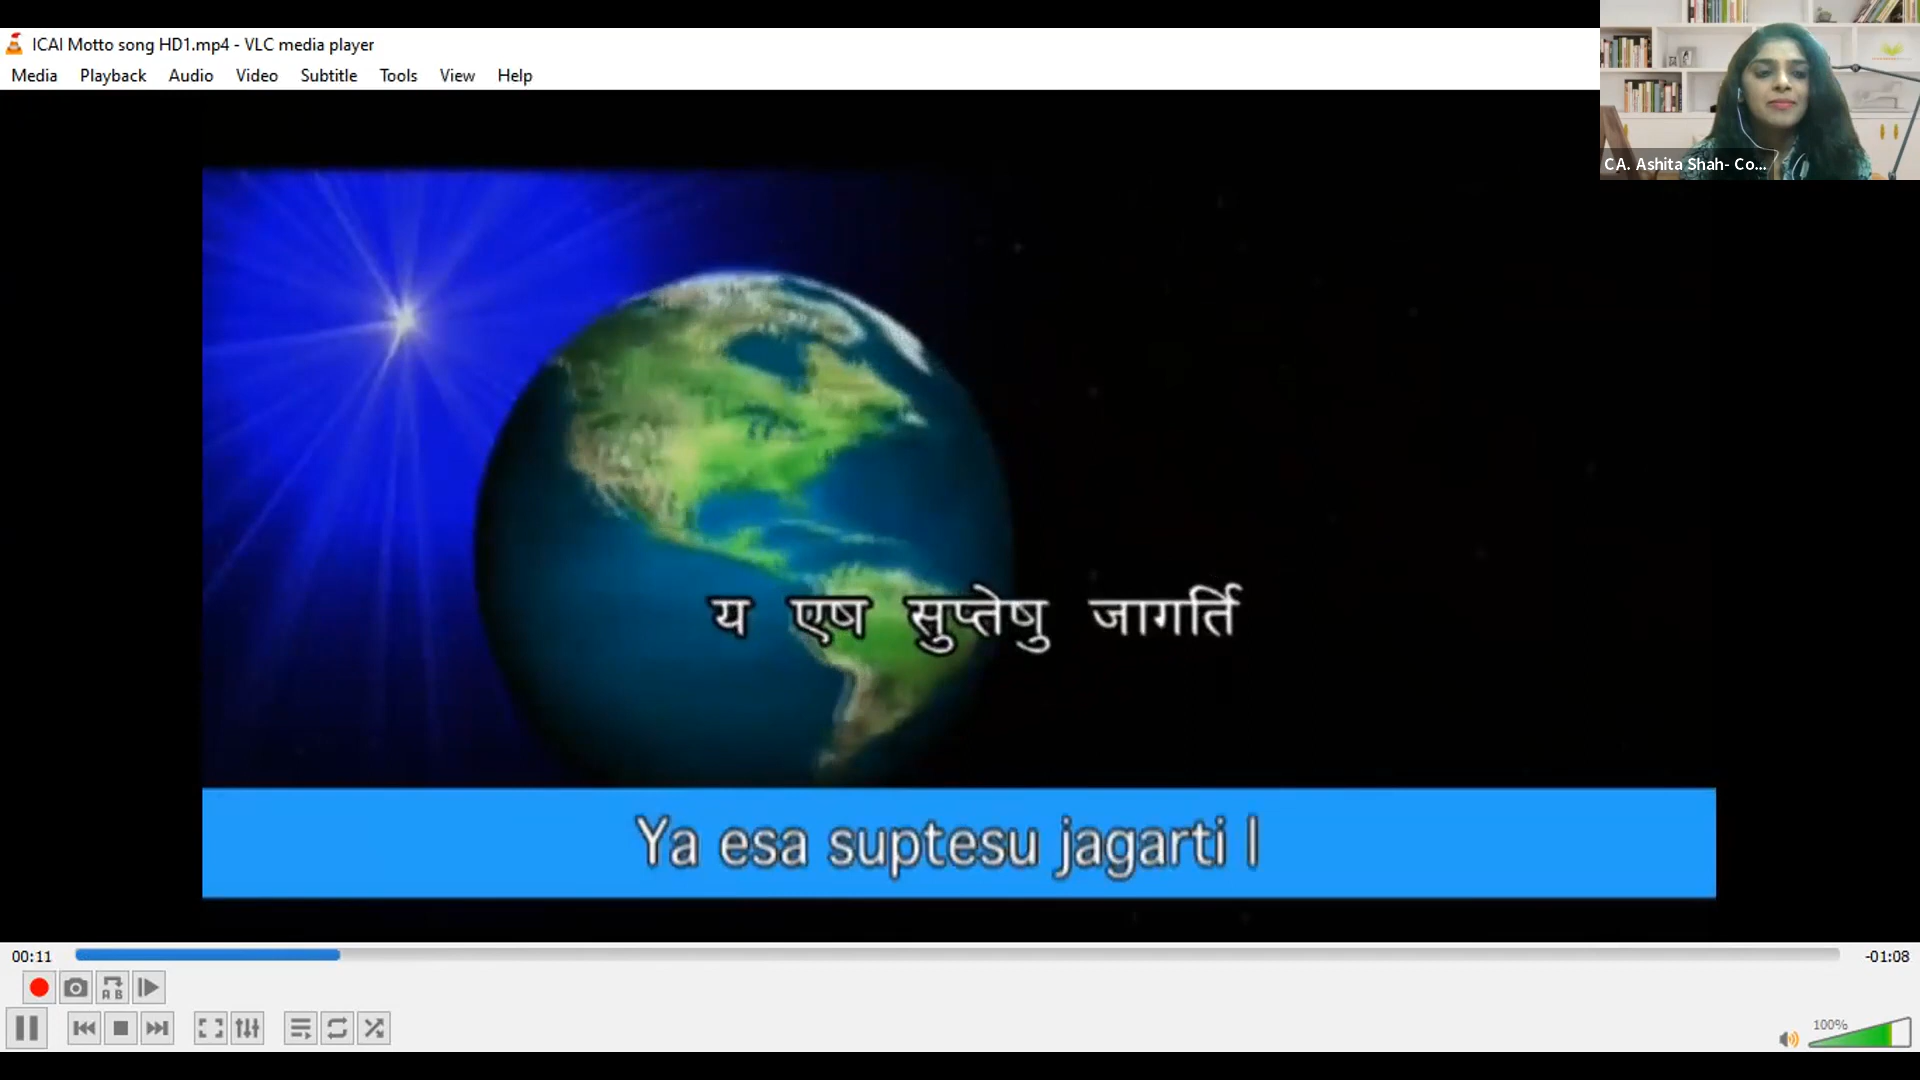 ICAI Motto song HD1.mp4 - VLC media player
Media Playback Audio Video Subtitle Tools View Help
CA. Ashita Shah- Co...
य एष सुप्तेषु जागर्ति
Ya esa suptesu jagarti |
00:11
-01:08
A B
100%